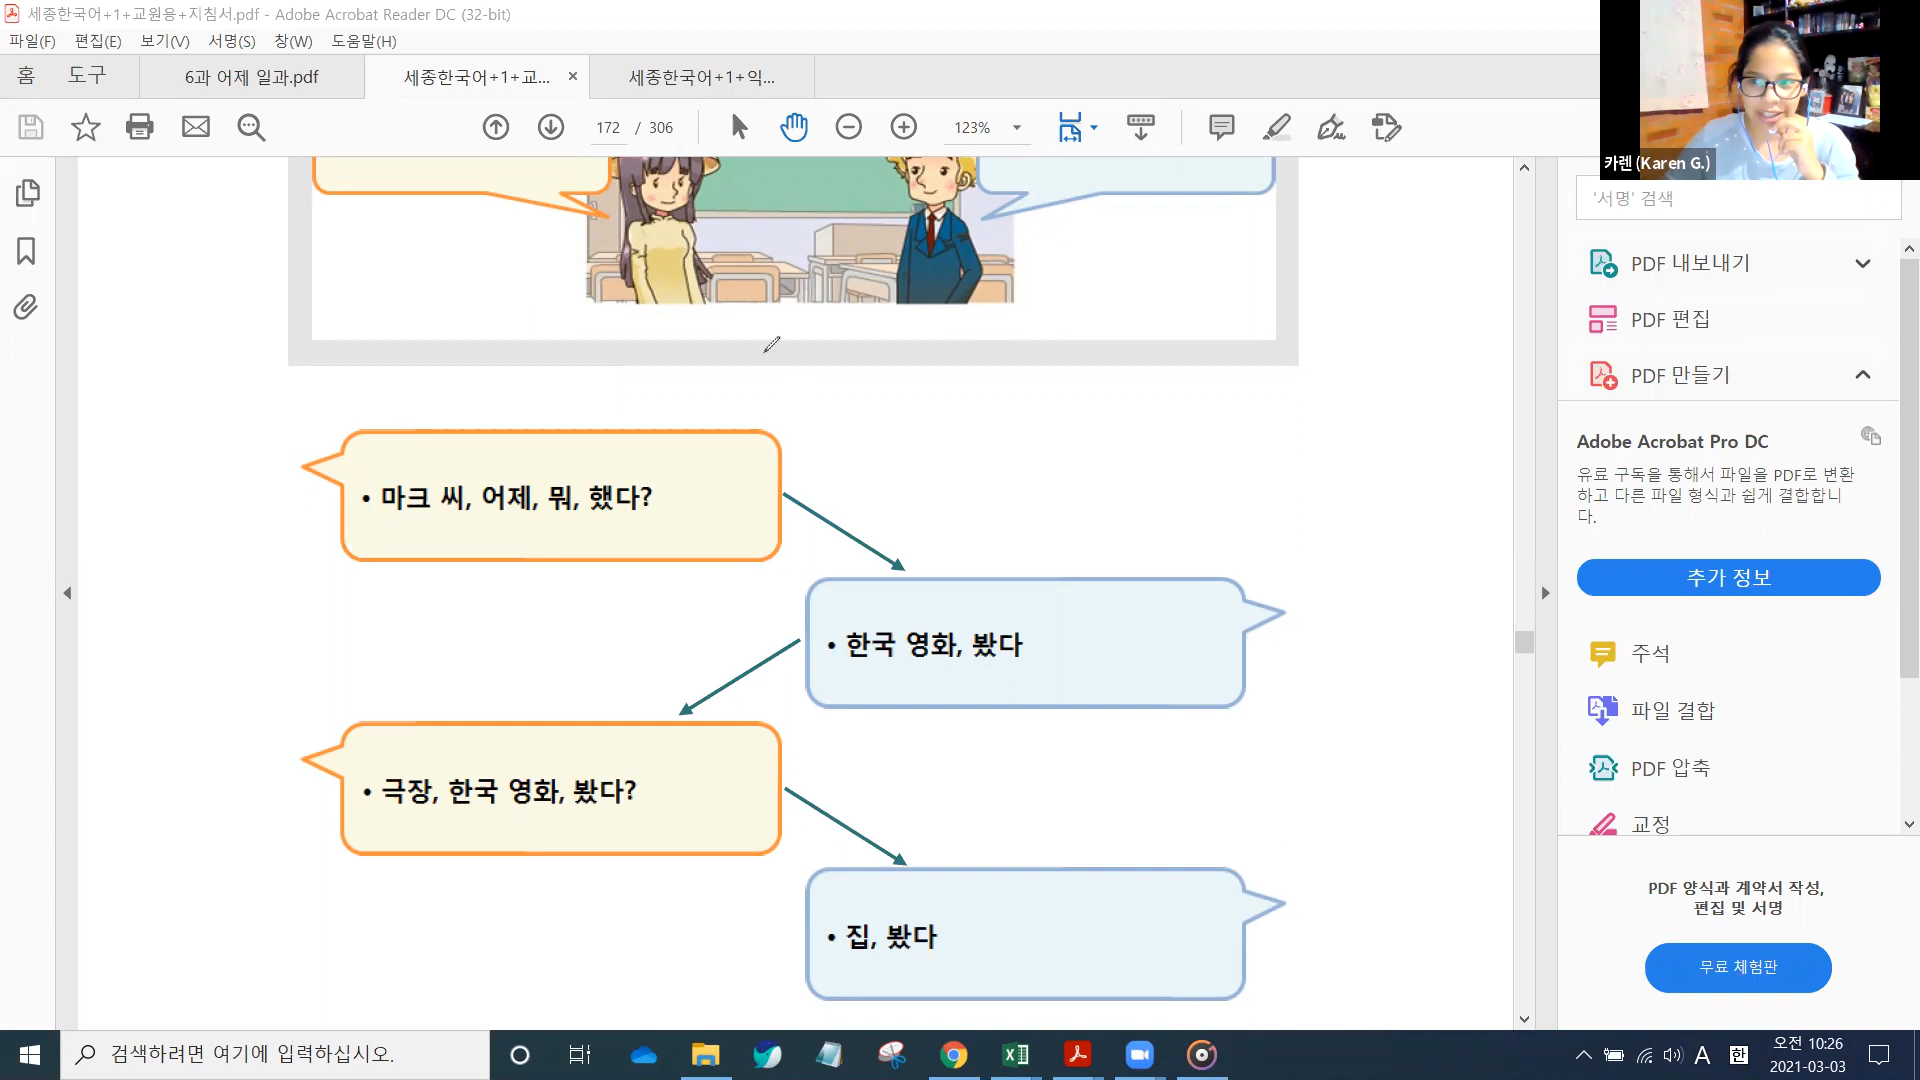 세종한국어+1+교원용+지침서.pdf - Adobe Acrobat Reader DC (32-bit)
파일(F) 편집(E) 보기(V) 서명(S) 창(W) 도움말(H)
홈 도구 6과 어제 일과.pdf 세종한국어+1+교... × 세종한국어+1+익...
172 / 306 123%
카렌 (Karen G.)
'서명' 검색
PDF 내보내기
PDF 편집
PDF 만들기
Adobe Acrobat Pro DC
유료 구독을 통해서 파일을 PDF로 변환
하고 다른 파일 형식과 쉽게 결합합니
다.
추가 정보
주석
파일 결합
PDF 압축
교정
PDF 양식과 계약서 작성,
편집 및 서명
무료 체험판
• 마크 씨, 어제, 뭐, 했다?
• 한국 영화, 봤다
• 극장, 한국 영화, 봤다?
• 집, 봤다
검색하려면 여기에 입력하십시오.
A 한 오전 10:26
2021-03-03